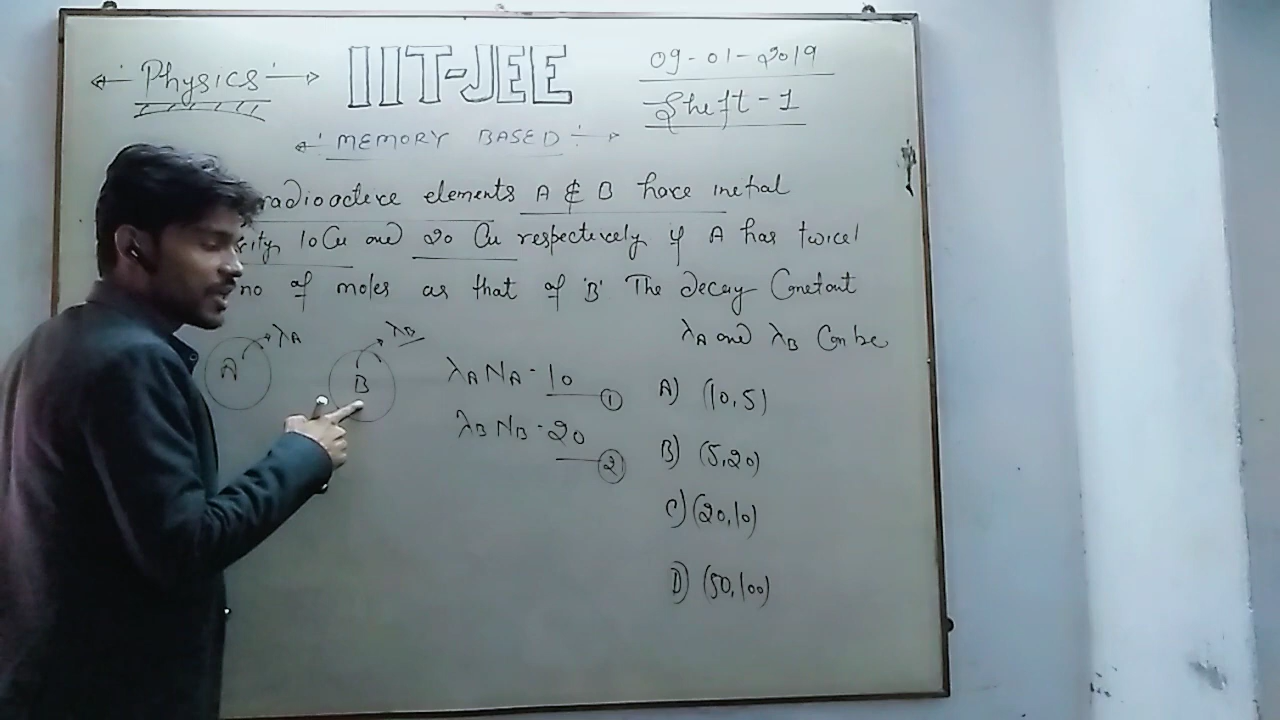 Physics
IIT-JEE
09-01-2019
Shift-1
MEMORY BASED
radioactive elements A & B have initial
10 Cu and 20 Cu respectively if A has twice
no of moles as that of 'B' The decay Constant
λA and λB Can be
A λA
B λB
λA NA = 10 ①
λB NB = 20 ②
A) (10,5)
B) (5,20)
C) (20,10)
D) (50,100)